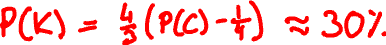 P(K) = 4/3 (P(C) - 1/4) ≈ 30%